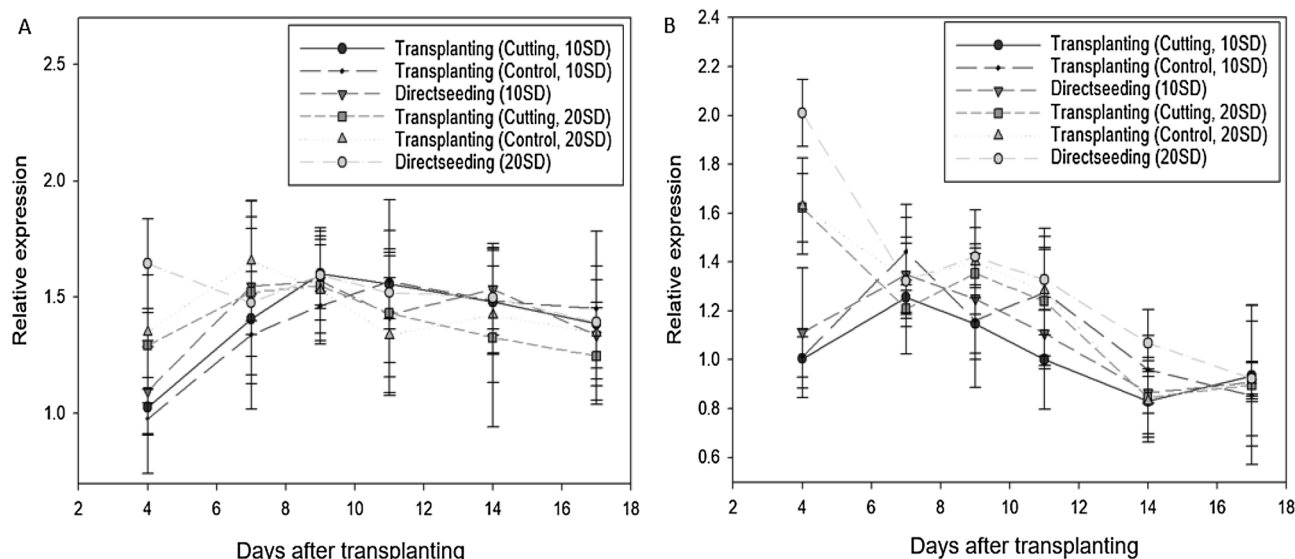 A
2.5
2.0
1.5
1.0
Relative expression
Transplanting (Cutting, 10SD)
Transplanting (Control, 10SD)
Directseeding (10SD)
Transplanting (Cutting, 20SD)
Transplanting (Control, 20SD)
Directseeding (20SD)
2 4 6 8 10 12 14 16 18
Days after transplanting
B
2.4
2.2
2.0
1.8
1.6
1.4
1.2
1.0
0.8
0.6
Relative expression
Transplanting (Cutting, 10SD)
Transplanting (Control, 10SD)
Directseeding (10SD)
Transplanting (Cutting, 20SD)
Transplanting (Control, 20SD)
Directseeding (20SD)
2 4 6 8 10 12 14 16 18
Days after transplanting